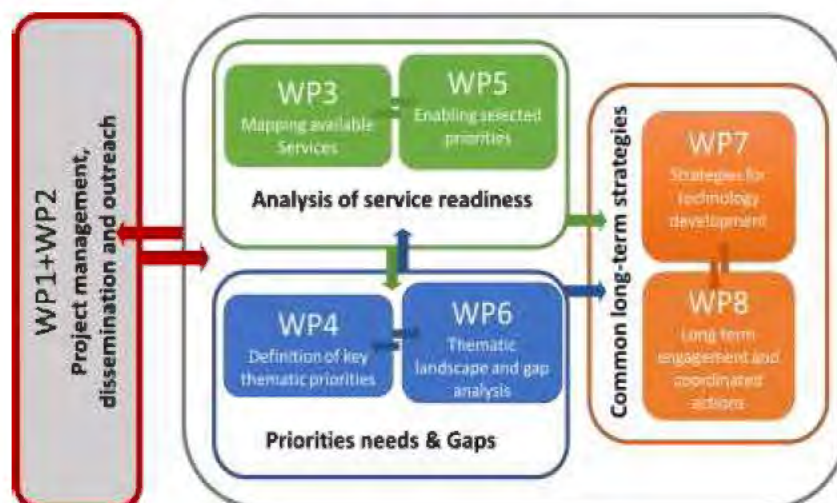 WP1+WP2
Project management,
dissemination and outreach
WP3
Mapping available
Services
WP5
Enabling selected
priorities
Analysis of service readiness
WP4
Definition of key
thematic priorities
WP6
Thematic
landscape and gap
analysis
Priorities needs & Gaps
Common long-term strategies
WP7
Strategies for
technology
development
WP8
Long-term
engagement and
coordinated
actions